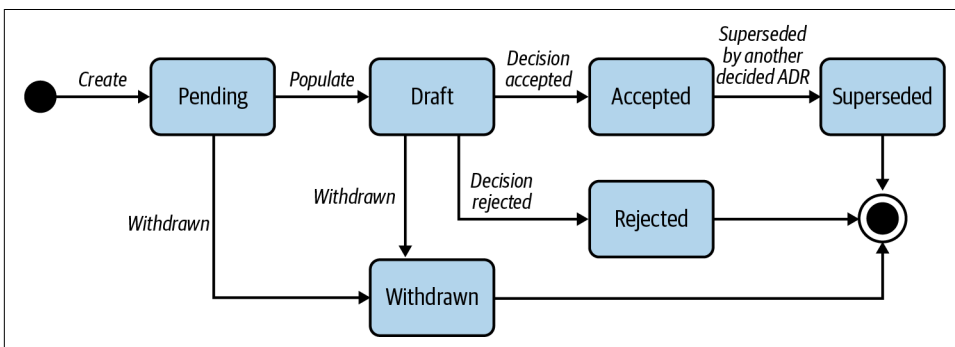 Create
Pending
Populate
Draft
Decision
accepted
Accepted
Superseded
by another
decided ADR
Superseded
Withdrawn
Withdrawn
Decision
rejected
Rejected
Withdrawn